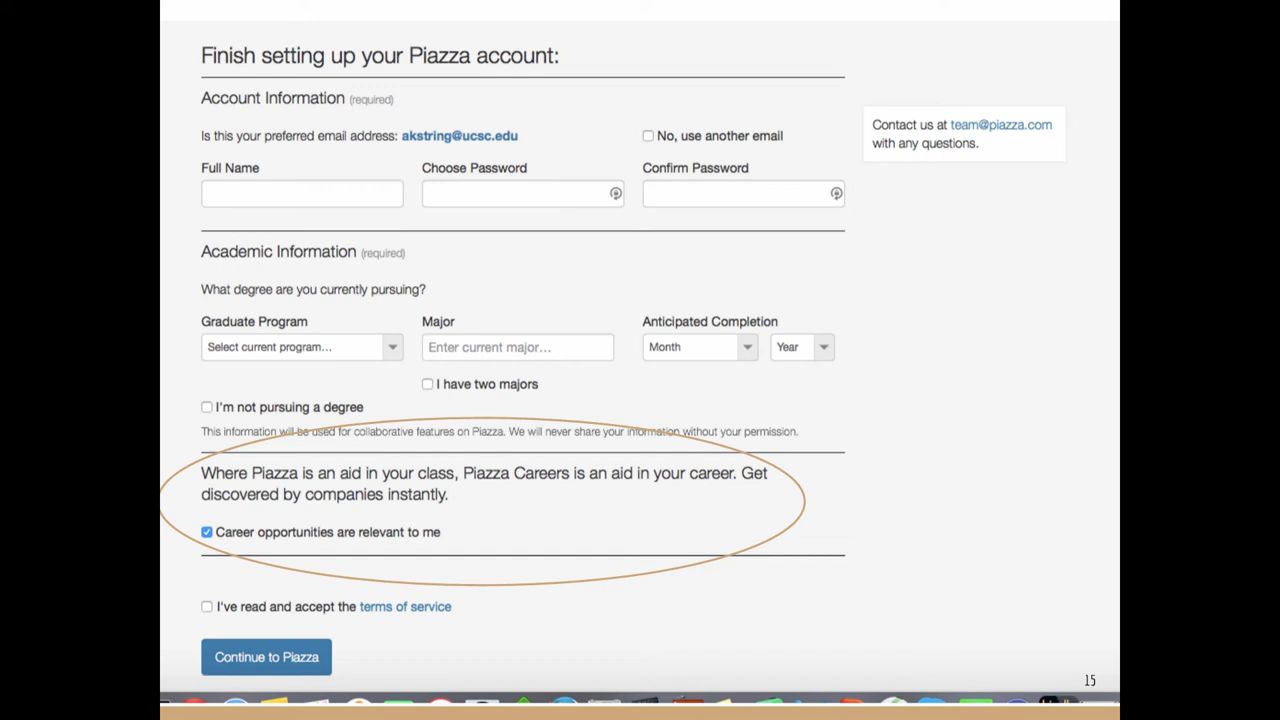 Finish setting up your Piazza account:
Account Information (required)
Is this your preferred email address: akstring@ucsc.edu
No, use another email
Contact us at team@piazza.com
with any questions.
Full Name
Choose Password
Confirm Password
Academic Information (required)
What degree are you currently pursuing?
Graduate Program
Major
Anticipated Completion
Select current program...
Enter current major...
Month
Year
I have two majors
I'm not pursuing a degree
This information will be used for collaborative features on Piazza. We will never share your information without your permission.
Where Piazza is an aid in your class, Piazza Careers is an aid in your career. Get
discovered by companies instantly.
Career opportunities are relevant to me
I've read and accept the terms of service
Continue to Piazza
15